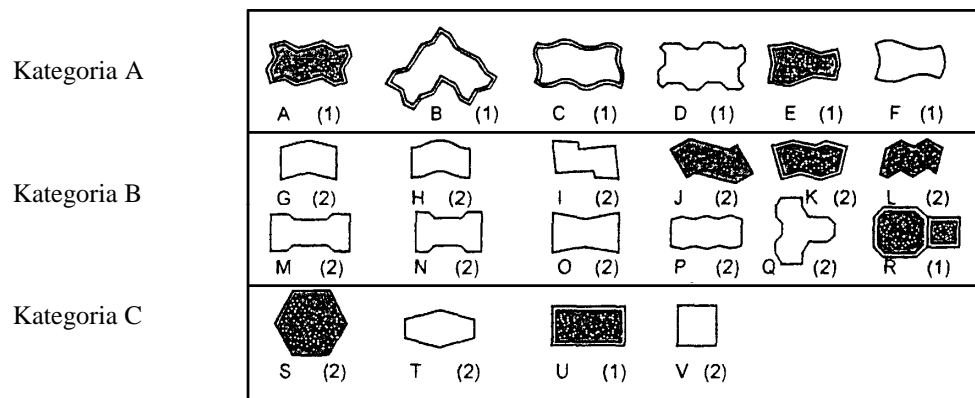 Kategoria A
A (1) B (1) C (1) D (1) E (1) F (1)
Kategoria B
G (2) H (2) I (2) J (2) K (2) L (2)
M (2) N (2) O (2) P (2) Q (2) R (1)
Kategoria C
S (2) T (2) U (1) V (2)